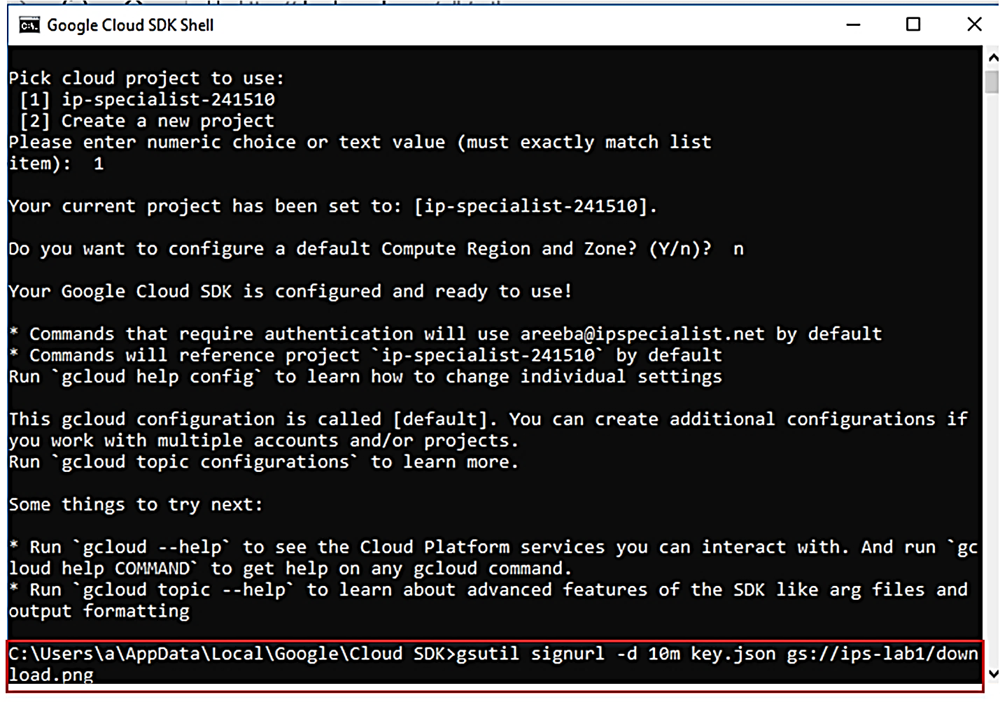 Google Cloud SDK Shell
Pick cloud project to use:
[1] ip-specialist-241510
[2] Create a new project
Please enter numeric choice or text value (must exactly match list
item):  1
Your current project has been set to: [ip-specialist-241510].
Do you want to configure a default Compute Region and Zone? (Y/n)?  n
Your Google Cloud SDK is configured and ready to use!
* Commands that require authentication will use areeba@ipspecialist.net by default
* Commands will reference project `ip-specialist-241510` by default
Run `gcloud help config` to learn how to change individual settings
This gcloud configuration is called [default]. You can create additional configurations if
you work with multiple accounts and/or projects.
Run `gcloud topic configurations` to learn more.
Some things to try next:
* Run `gcloud --help` to see the Cloud Platform services you can interact with. And run `gc
loud help COMMAND` to get help on any gcloud command.
* Run `gcloud topic --help` to learn about advanced features of the SDK like arg files and
output formatting
C:\Users\a\AppData\Local\Google\Cloud SDK>gsutil signurl -d 10m key.json gs://ips-lab1/down
load.png